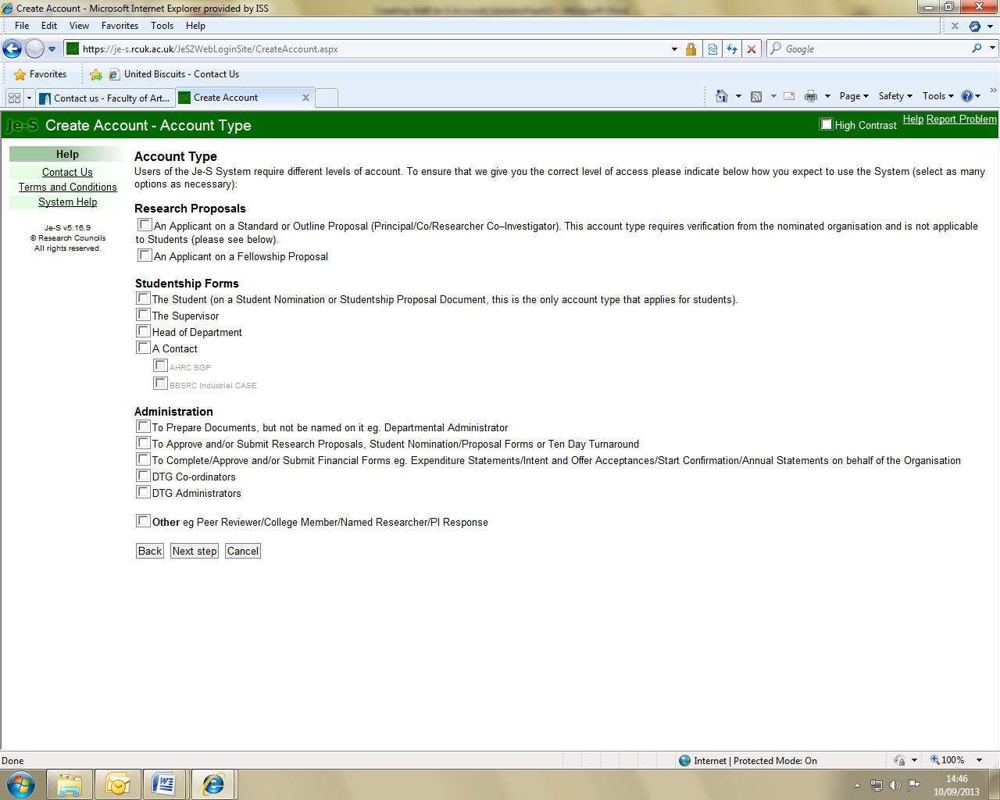 Create Account - Microsoft Internet Explorer provided by ISS
File Edit View Favorites Tools Help
https://je-s.rcuk.ac.uk/JeS2WebLoginSite/CreateAccount.aspx
Google
Favorites United Biscuits - Contact Us
Contact us - Faculty of Art... Create Account
Page Safety Tools
Je-S Create Account - Account Type
High Contrast Help Report Problem
Help
Contact Us
Terms and Conditions
System Help
Je-S v5.16.9
© Research Councils
All rights reserved.
Account Type
Users of the Je-S System require different levels of account. To ensure that we give you the correct level of access please indicate below how you expect to use the System (select as many
options as necessary):
Research Proposals
An Applicant on a Standard or Outline Proposal (Principal/Co/Researcher Co–Investigator). This account type requires verification from the nominated organisation and is not applicable
to Students (please see below).
An Applicant on a Fellowship Proposal
Studentship Forms
The Student (on a Student Nomination or Studentship Proposal Document, this is the only account type that applies for students).
The Supervisor
Head of Department
A Contact
AHRC BGP
BBSRC Industrial CASE
Administration
To Prepare Documents, but not be named on it eg. Departmental Administrator
To Approve and/or Submit Research Proposals, Student Nomination/Proposal Forms or Ten Day Turnaround
To Complete/Approve and/or Submit Financial Forms eg. Expenditure Statements/Intent and Offer Acceptances/Start Confirmation/Annual Statements on behalf of the Organisation
DTG Co-ordinators
DTG Administrators
Other eg Peer Reviewer/College Member/Named Researcher/PI Response
Back Next step Cancel
Done
Internet | Protected Mode: On
100%
14:46
10/09/2013